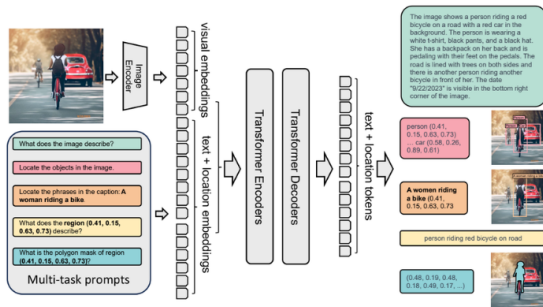 Image
Encoder
visual embeddings
text + location embeddings
Transformer Encoders
Transformer Decoders
text + location tokens
What does the image describe?
Locate the objects in the image.
Locate the phrases in the caption: A
woman riding a bike
What does the region (0.41, 0.15,
0.63, 0.73) describe?
What is the polygon mask of region
(0.41, 0.15, 0.63, 0.73)?
Multi-task prompts
The image shows a person riding a red
bicycle on a road with a red car in the
background. The person is wearing a
white t-shirt, black pants, and a black hat.
She has a backpack on her back and is
pedaling with their feet on the pedals. The
road is lined with trees on both sides and
there is another person riding another
bicycle in front of her. The date
"9/22/2023" is visible in the bottom right
corner of the image.
person (0.41,
0.15, 0.63, 0.73)
... car (0.58, 0.26,
0.89, 0.61)
A women riding
a bike (0.41,
0.15, 0.63, 0.73
person riding red bicycle on road
(0.48, 0.19, 0.48,
0.18, 0.49, 0.17, ...)